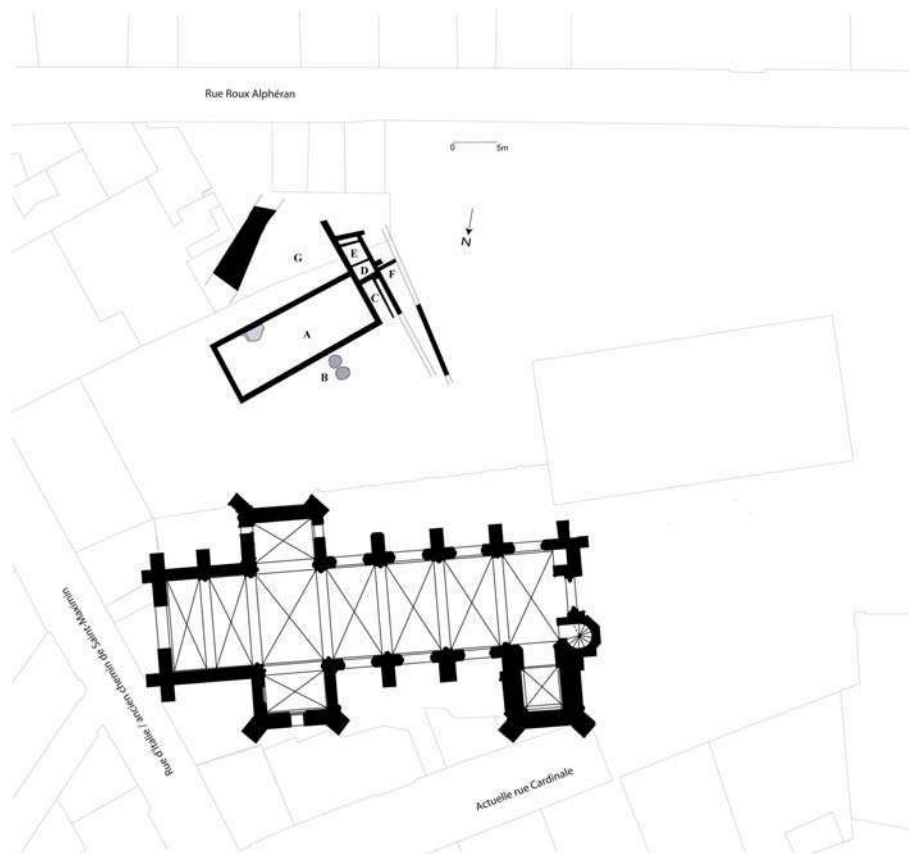 Rue Roux Alphéran
0 5m
N
E
G
D
F
C
A
B
Rue d'Italie / ancien chemin de Saint-Maximin
Actuelle rue Cardinale